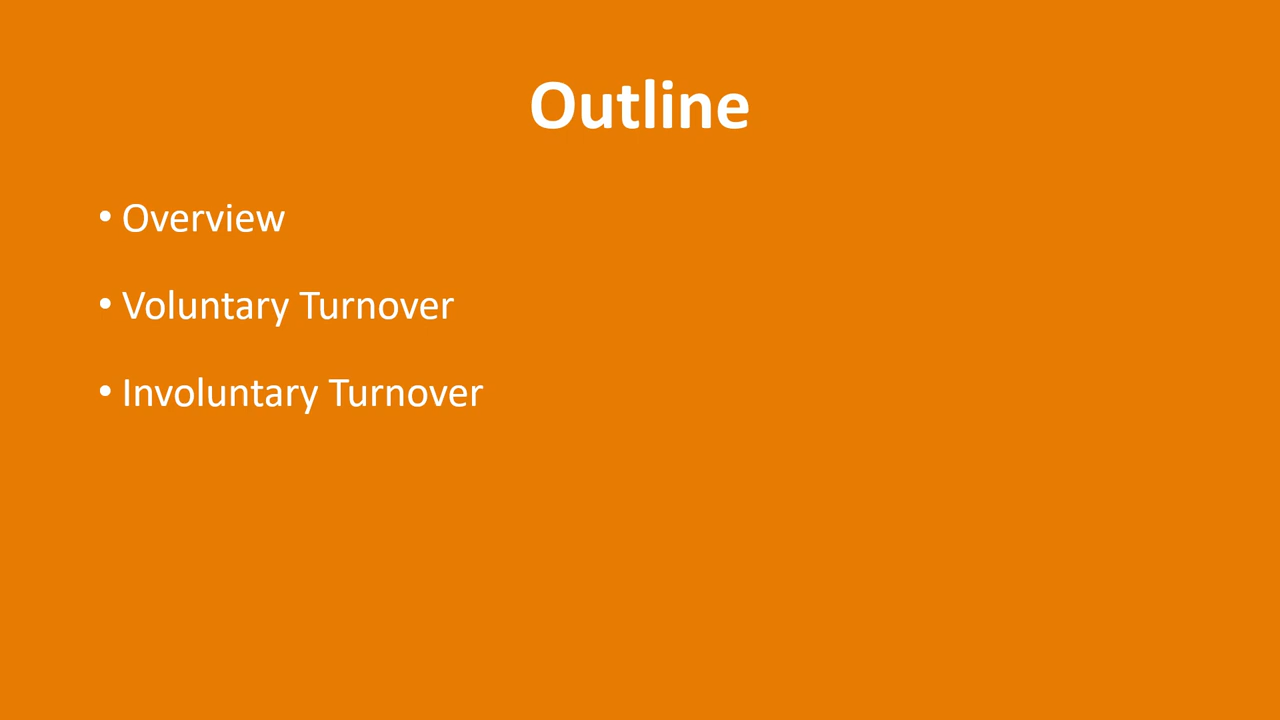 Outline
• Overview
• Voluntary Turnover
• Involuntary Turnover